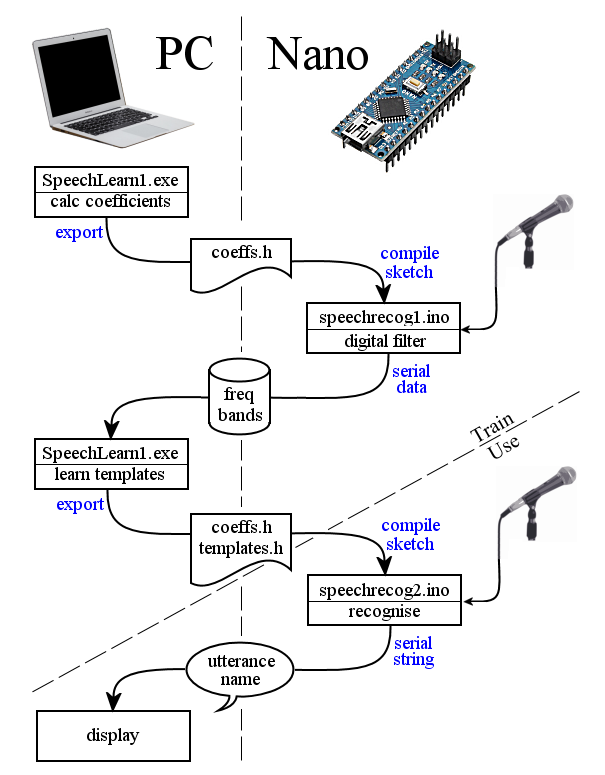 PC
Nano
SpeechLearn1.exe
calc coefficients
export
coeffs.h
compile
sketch
speechrecog1.ino
digital filter
serial
data
freq
bands
SpeechLearn1.exe
learn templates
export
Train
Use
coeffs.h
templates.h
compile
sketch
speechrecog2.ino
recognise
serial
string
utterance
name
display